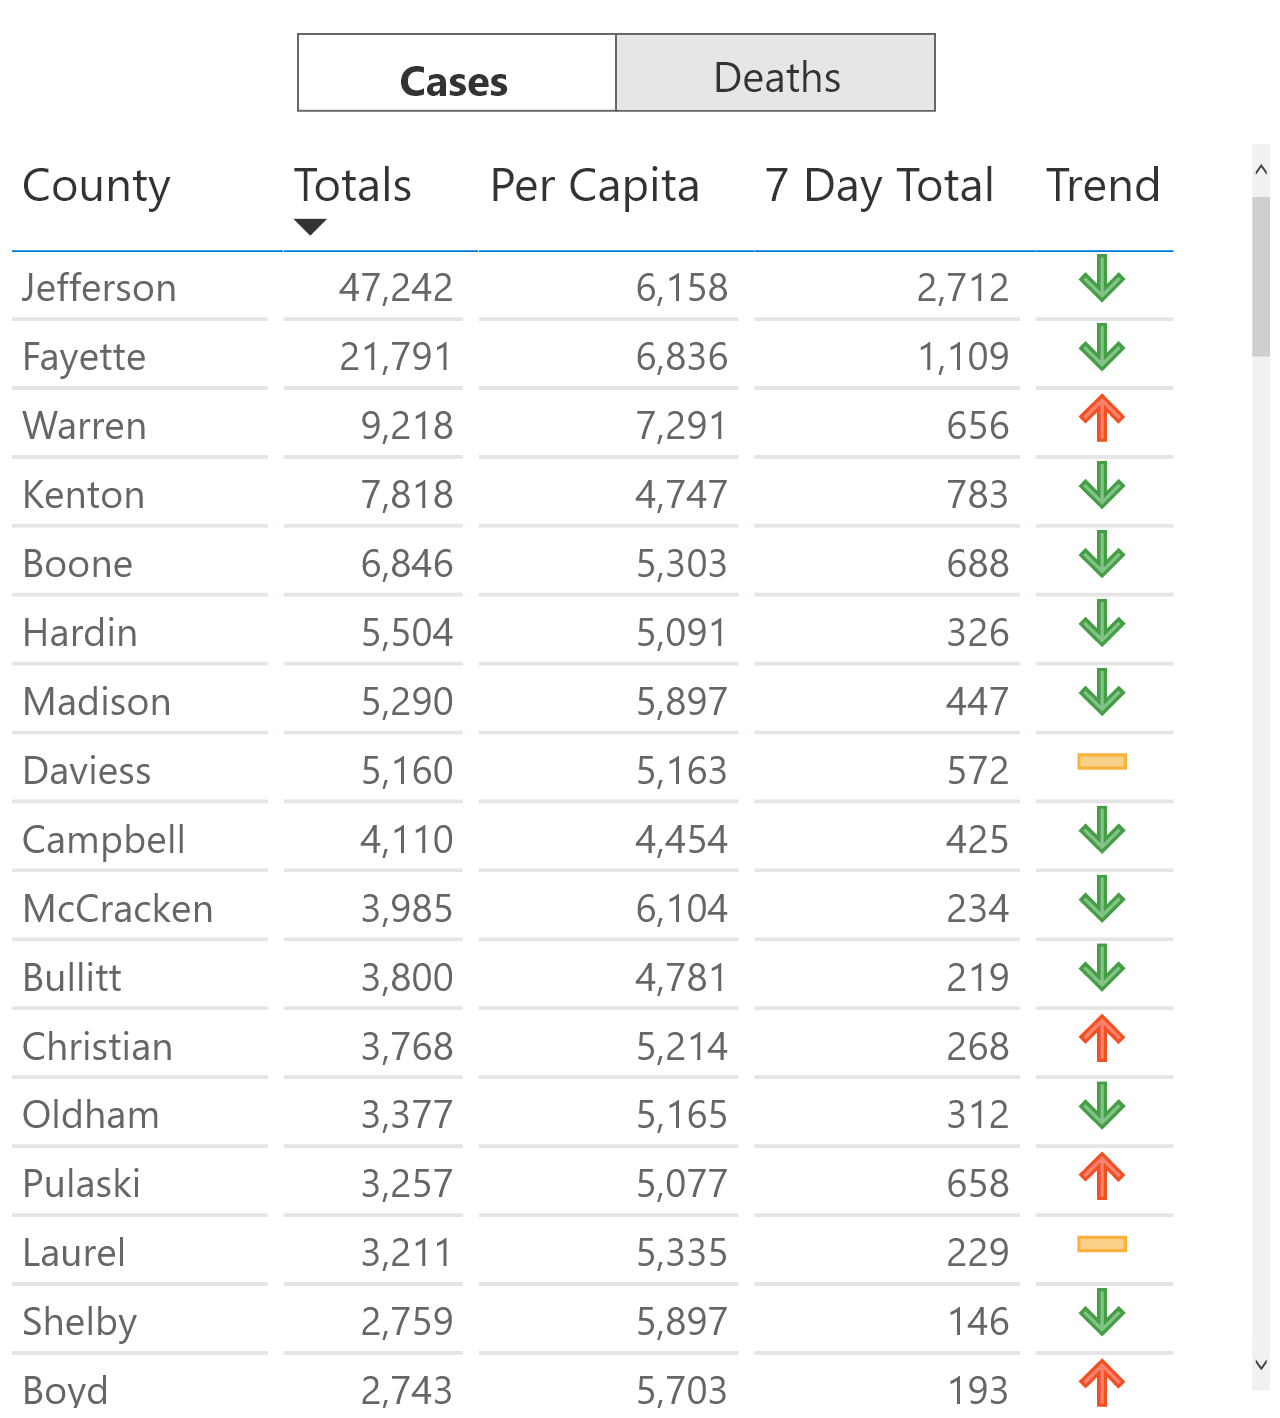 Cases Deaths
County Totals Per Capita 7 Day Total Trend
Jefferson 47,242 6,158 2,712
Fayette 21,791 6,836 1,109
Warren 9,218 7,291 656
Kenton 7,818 4,747 783
Boone 6,846 5,303 688
Hardin 5,504 5,091 326
Madison 5,290 5,897 447
Daviess 5,160 5,163 572
Campbell 4,110 4,454 425
McCracken 3,985 6,104 234
Bullitt 3,800 4,781 219
Christian 3,768 5,214 268
Oldham 3,377 5,165 312
Pulaski 3,257 5,077 658
Laurel 3,211 5,335 229
Shelby 2,759 5,897 146
Boyd 2,743 5,703 193